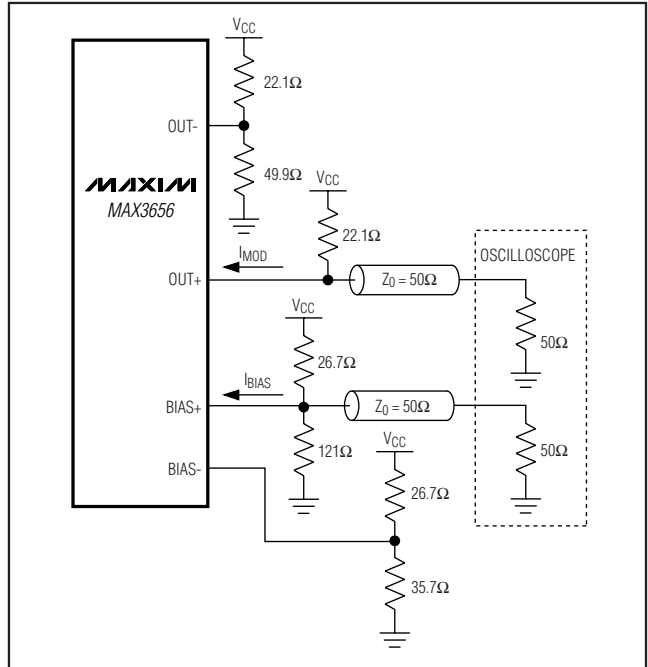 VCC
22.1Ω
OUT-
49.9Ω
MAXIM
MAX3656
VCC
22.1Ω
OSCILLOSCOPE
IMOD
OUT+
Z0 = 50Ω
50Ω
VCC
26.7Ω
IBIAS
BIAS+
Z0 = 50Ω
50Ω
121Ω
VCC
BIAS-
26.7Ω
35.7Ω